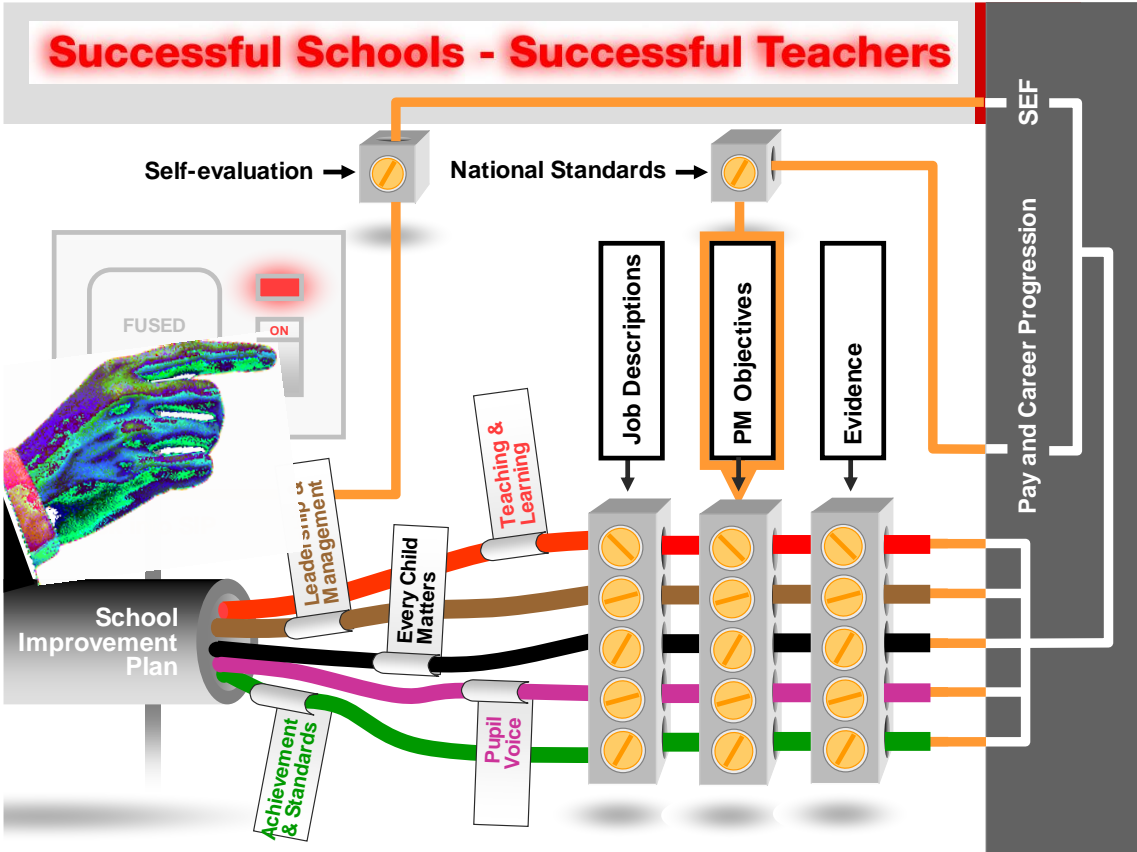 Successful Schools - Successful Teachers
SEF
Self-evaluation
National Standards
Pay and Career Progression
FUSED
ON
Job Descriptions
PM Objectives
Evidence
Teaching &
Learning
Leadership &
Management
Every Child
Matters
School
Improvement
Plan
Pupil
Voice
Achievement
& Standards